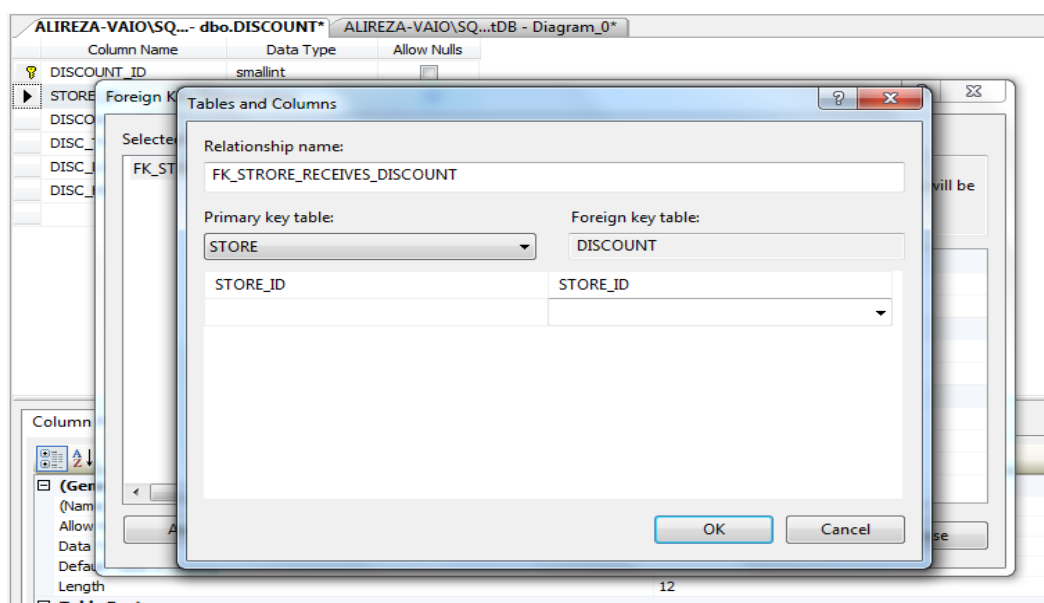 ALIREZA-VAIO\SQ...- dbo.DISCOUNT* ALIREZA-VAIO\SQ...tDB - Diagram_0*
Column Name Data Type Allow Nulls
DISCOUNT_ID smallint
STORE Foreign K
DISCO
DISC_
DISC_
DISC_
Selecte
FK_ST
Tables and Columns
Relationship name:
FK_STRORE_RECEIVES_DISCOUNT
Primary key table: Foreign key table:
STORE DISCOUNT
STORE_ID STORE_ID
OK Cancel
will be
Column
(Gen
(Nam
Allow
Data
Defau
Length 12
A
se